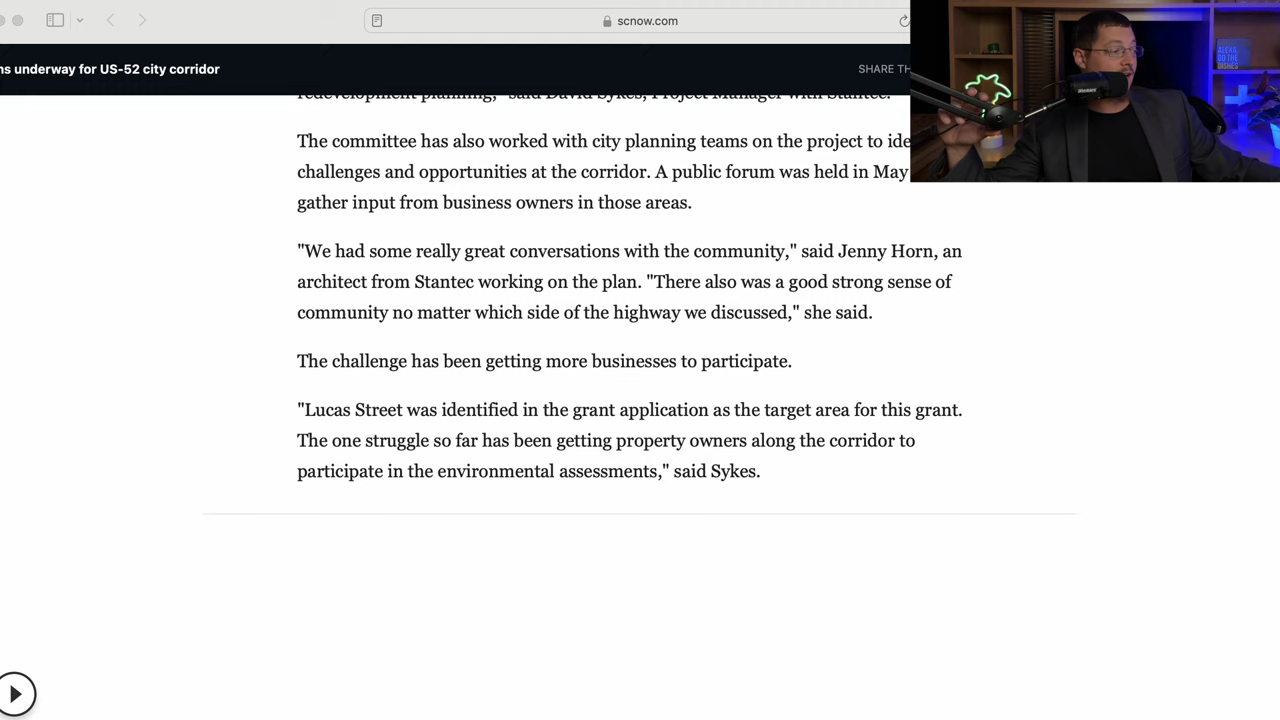 scnow.com
ns underway for US-52 city corridor
SHARE TH
redevelopment planning," said David Sykes, Project Manager with Stantec.
The committee has also worked with city planning teams on the project to ide
challenges and opportunities at the corridor. A public forum was held in May
gather input from business owners in those areas.
"We had some really great conversations with the community," said Jenny Horn, an
architect from Stantec working on the plan. "There also was a good strong sense of
community no matter which side of the highway we discussed," she said.
The challenge has been getting more businesses to participate.
"Lucas Street was identified in the grant application as the target area for this grant.
The one struggle so far has been getting property owners along the corridor to
participate in the environmental assessments," said Sykes.
ALEXA,
DO THE
DISHES